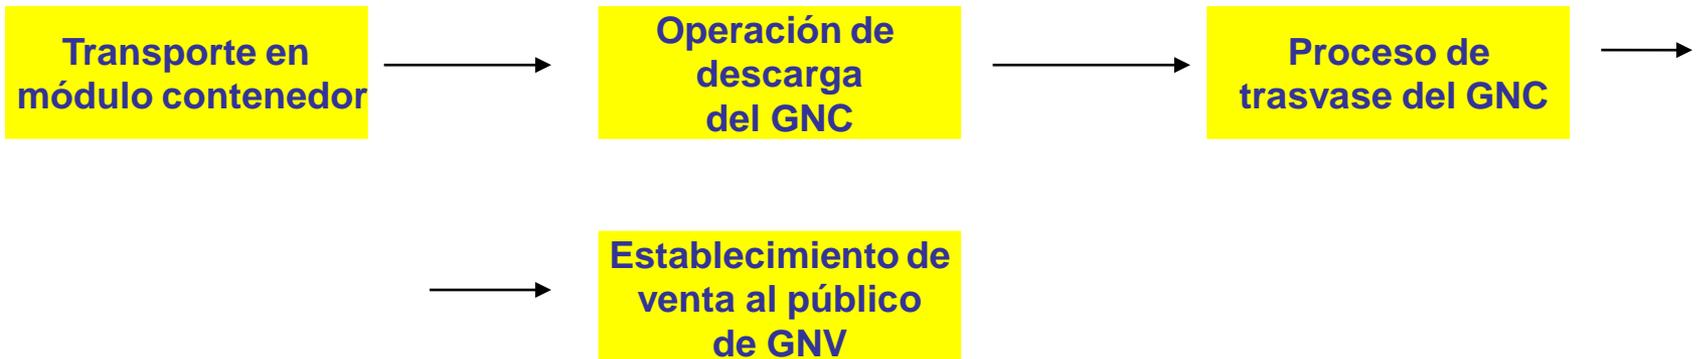 Transporte en
módulo contenedor
Operación de
descarga
del GNC
Proceso de
trasvase del GNC
Establecimiento de
venta al público
de GNV